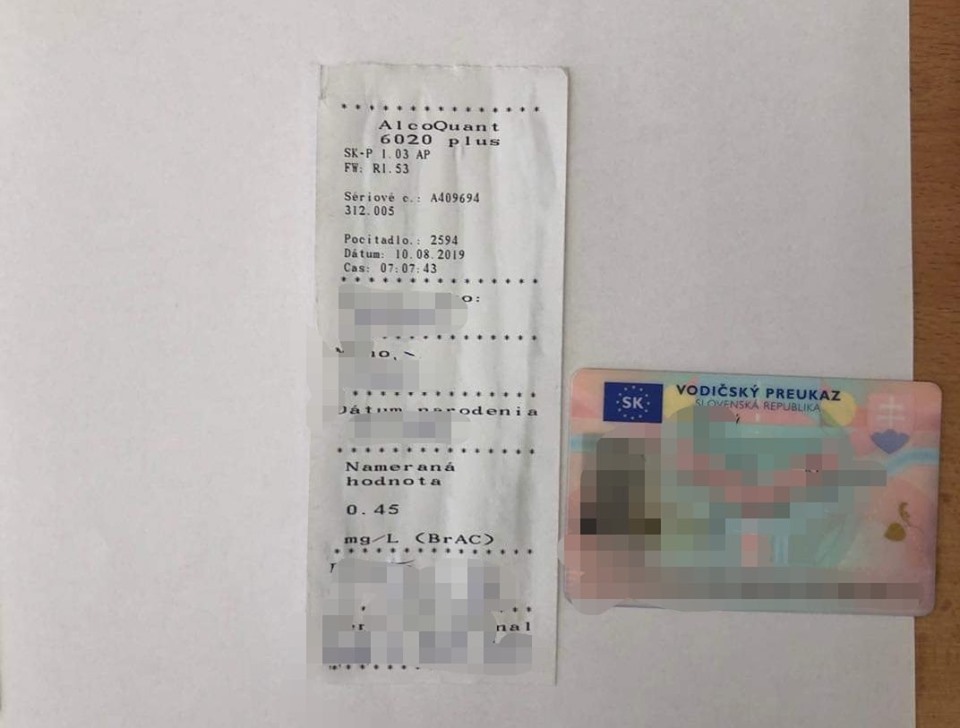 * * * * * * * * * * * * * * *
AlcoQuant
6020 plus
SK-P 1.03 AP
FW: R1.53
Sériové c.: A409694
312.005
Pocitadlo.: 2594
Dátum: 10.08.2019
Cas: 07:07:43
* * * * * * * * * * * * * * *
o:
* * * * * * * * * * * * * * *
* * * * * * * * * * * * * * *
Dátum narodenia
* * * * * * * * * * * * * * *
Nameraná
hodnota
0.45
mg/L (BrAC)
* * * * * * * * * * * * * * *
nal
SK
VODIČSKÝ PREUKAZ
SLOVENSKÁ REPUBLIKA